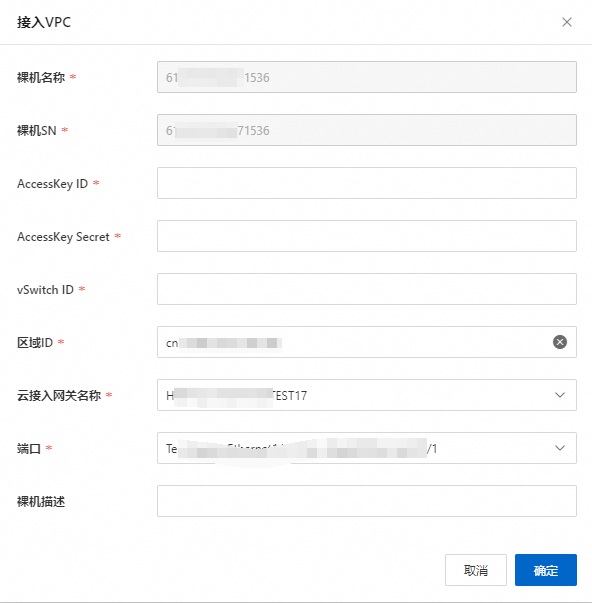 接入VPC
裸机名称 *
61 1536
裸机SN *
6 71536
AccessKey ID *
AccessKey Secret *
vSwitch ID *
区域ID *
cn
云接入网关名称 *
H TEST17
端口 *
Te /1
裸机描述
取消 确定